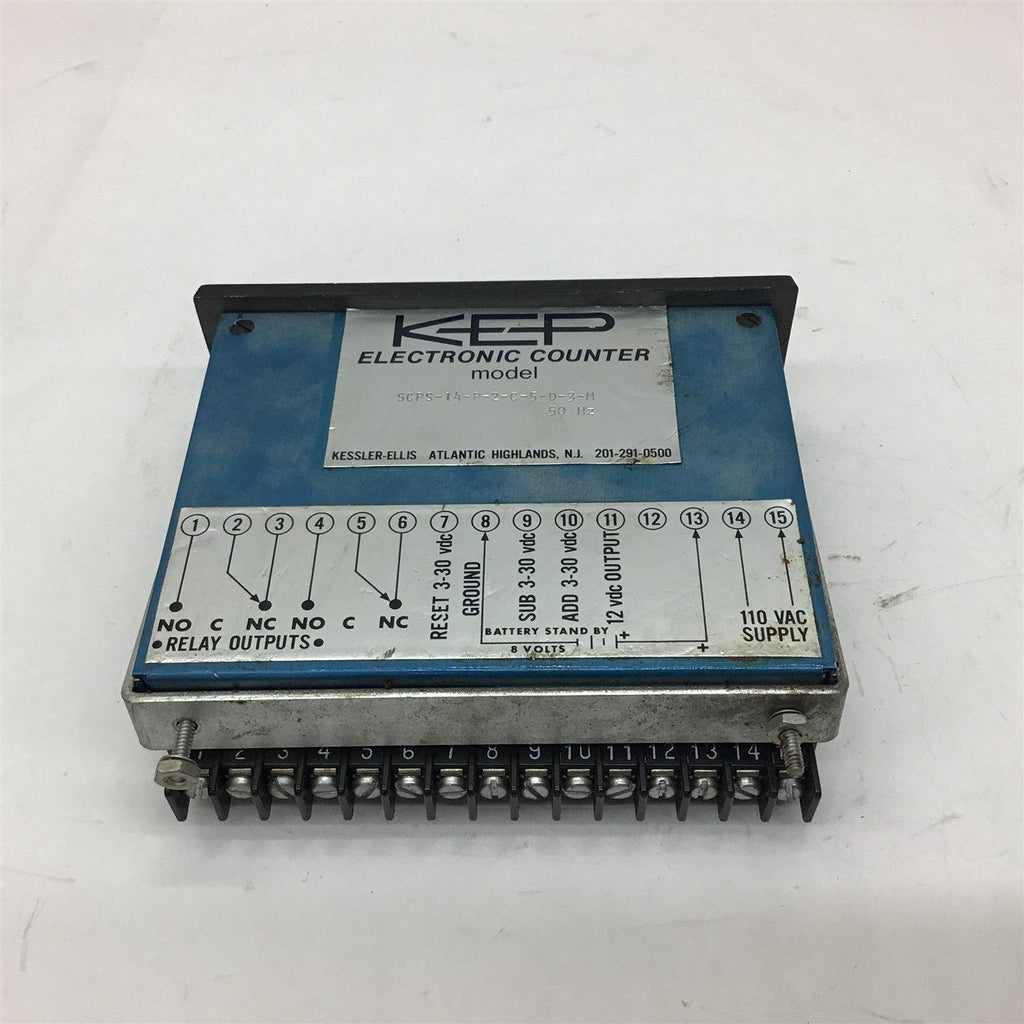 KEP
ELECTRONIC COUNTER
model
SCPS-14-P-2-C-5-D-3-M
50 Hz
KESSLER-ELLIS ATLANTIC HIGHLANDS, N.J. 201-291-0500
1 2 3 4 5 6 7 8 9 10 11 12 13 14 15
RESET 3-30 vdc
GROUND
SUB 3-30 vdc
ADD 3-30 vdc
12 vdc OUTPUT
NO C NC NO C NC
• RELAY OUTPUTS •
BATTERY STAND BY +
8 VOLTS +
110 VAC
SUPPLY
1 2 3 4 5 6 7 8 9 10 11 12 13 14